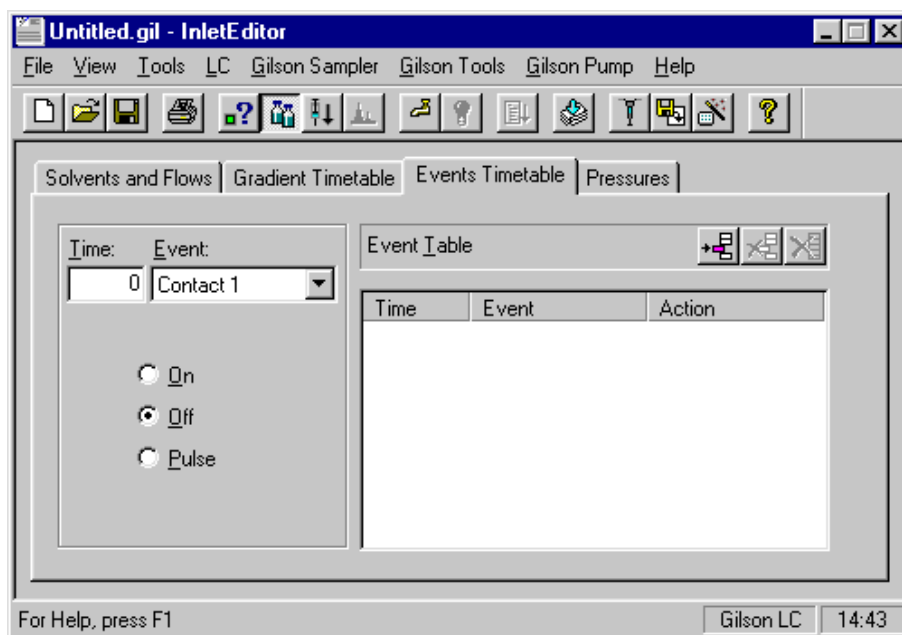 Untitled.gil - InletEditor
File View Tools LC Gilson Sampler Gilson Tools Gilson Pump Help
Solvents and Flows Gradient Timetable Events Timetable Pressures
Time: Event:
0 Contact 1
On
Off
Pulse
Event Table
Time Event Action
For Help, press F1 Gilson LC 14:43